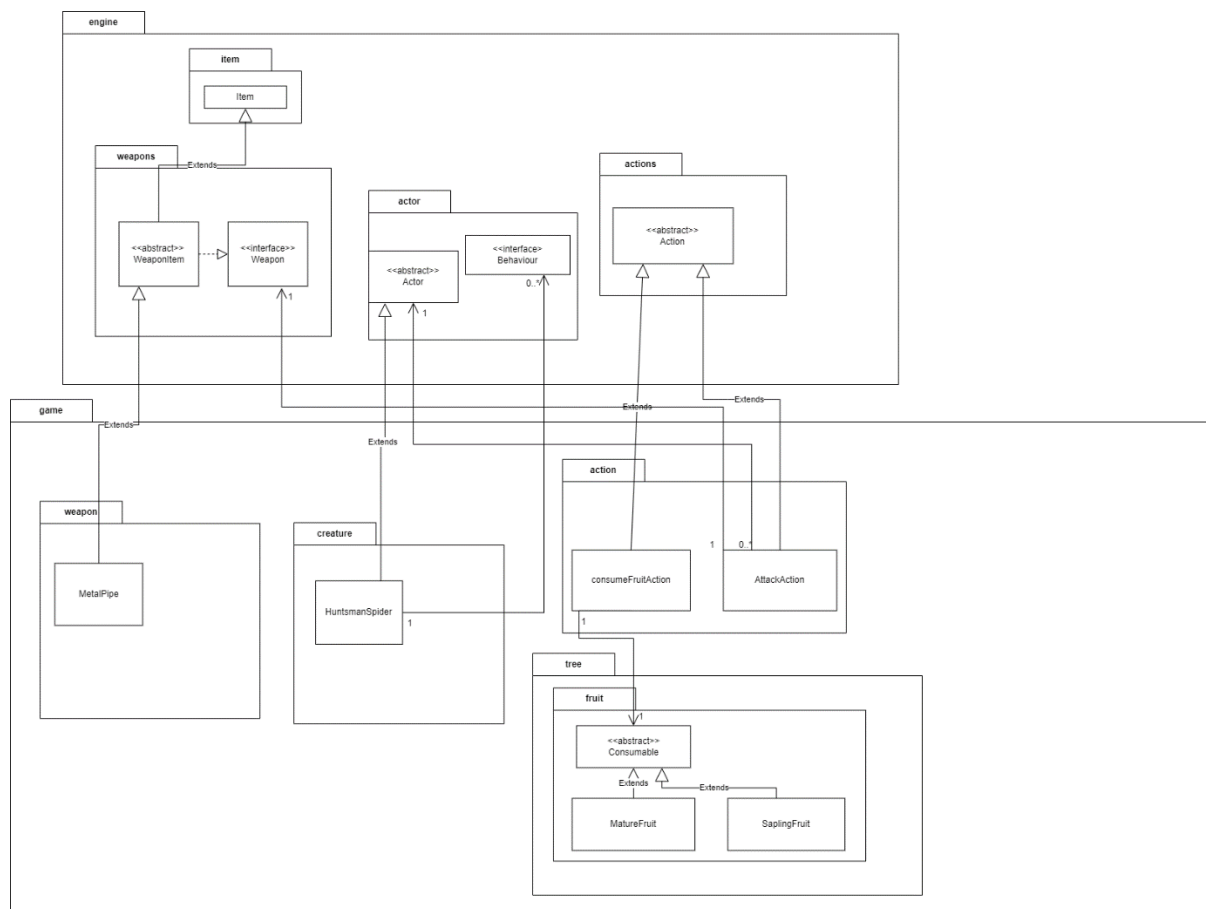 engine
item
Item
Extends
weapons
<<abstract>>
WeaponItem
<<interface>>
Weapon
1
actor
<<abstract>>
Actor
1
<<interface>
Behaviour
0..*
actions
<<abstract>>
Action
Extends
Extends
Extends
Extends
game
weapon
MetalPipe
creature
HuntsmanSpider
1
action
1
0..*
consumeFruitAction
AttackAction
1
tree
fruit
1
<<abstract>>
Consumable
Extends
Extends
MatureFruit
SaplingFruit